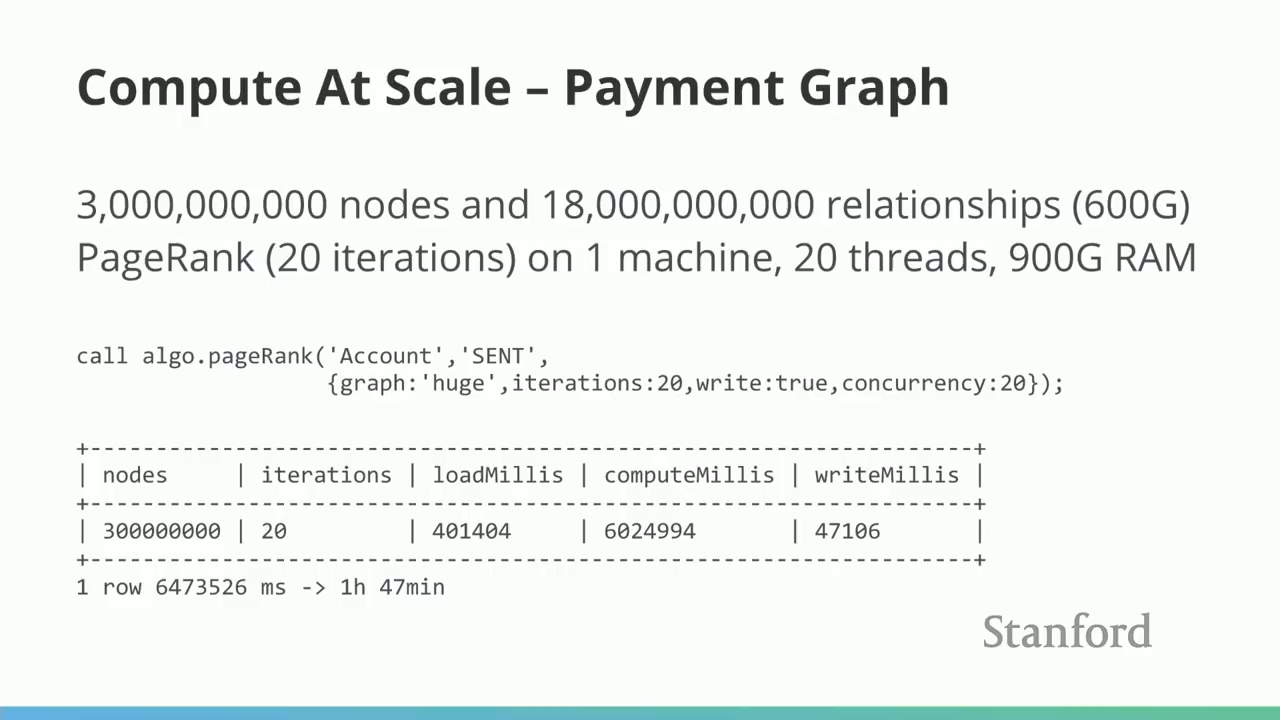 Compute At Scale – Payment Graph
3,000,000,000 nodes and 18,000,000,000 relationships (600G)
PageRank (20 iterations) on 1 machine, 20 threads, 900G RAM
call algo.pageRank('Account','SENT',
{graph:'huge',iterations:20,write:true,concurrency:20});
+-------------------------------------------------------------------+
| nodes     | iterations | loadMillis | computeMillis | writeMillis |
+-------------------------------------------------------------------+
| 300000000 | 20         | 401404     | 6024994       | 47106       |
+-------------------------------------------------------------------+
1 row 6473526 ms -> 1h 47min
Stanford